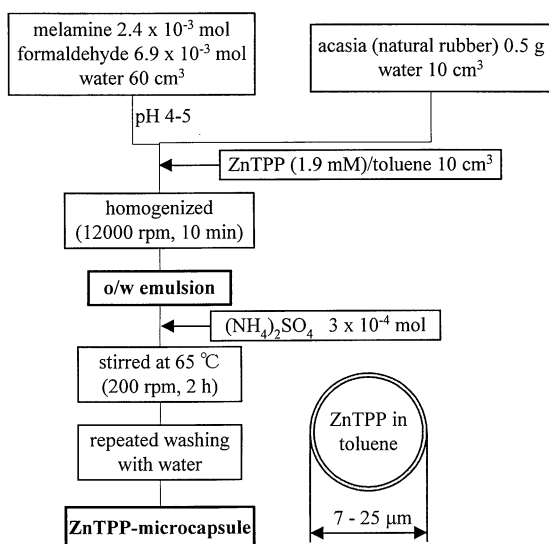 melamine 2.4 x 10⁻³ mol
formaldehyde 6.9 x 10⁻³ mol
water 60 cm³
acasia (natural rubber) 0.5 g
water 10 cm³
pH 4-5
ZnTPP (1.9 mM)/toluene 10 cm³
homogenized
(12000 rpm, 10 min)
o/w emulsion
(NH₄)₂SO₄ 3 x 10⁻⁴ mol
stirred at 65 ℃
(200 rpm, 2 h)
repeated washing
with water
ZnTPP-microcapsule
ZnTPP in
toluene
7 - 25 μm